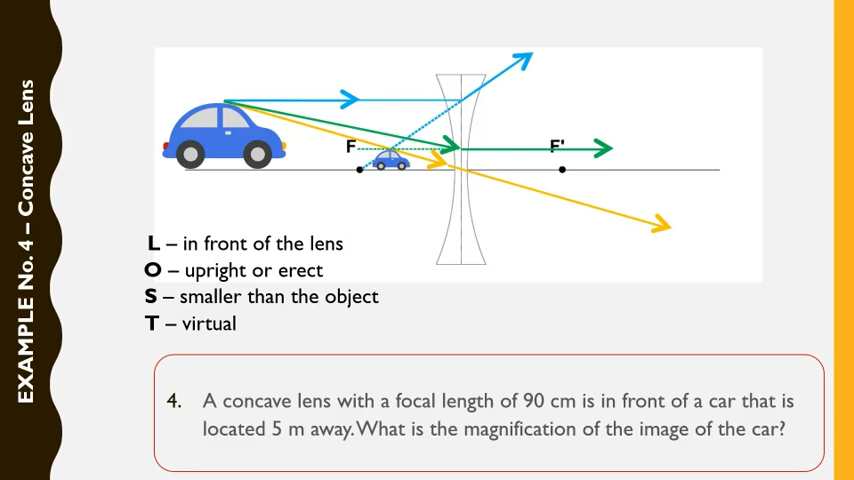 EXAMPLE No. 4 – Concave Lens
F
F'
L – in front of the lens
O – upright or erect
S – smaller than the object
T – virtual
4. A concave lens with a focal length of 90 cm is in front of a car that is
located 5 m away. What is the magnification of the image of the car?